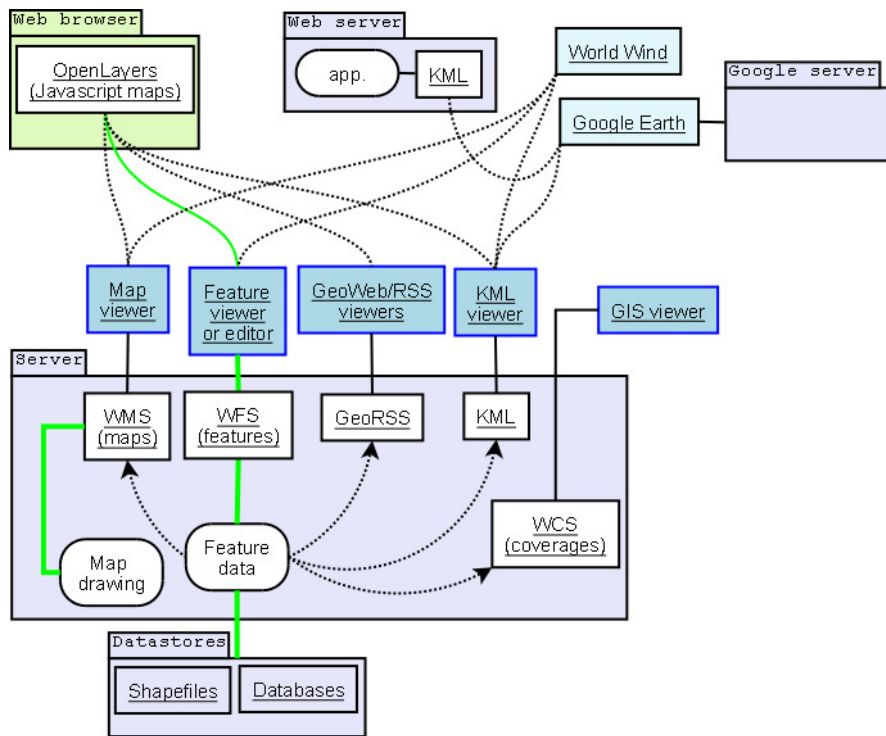 Web browser
OpenLayers
(Javascript maps)
Web server
app.
KML
World Wind
Google server
Google Earth
Map
viewer
Feature
viewer
or editor
GeoWeb/RSS
viewers
KML
viewer
GIS viewer
Server
WMS
(maps)
WFS
(features)
GeoRSS
KML
WCS
(coverages)
Map
drawing
Feature
data
Datastores
Shapefiles
Databases